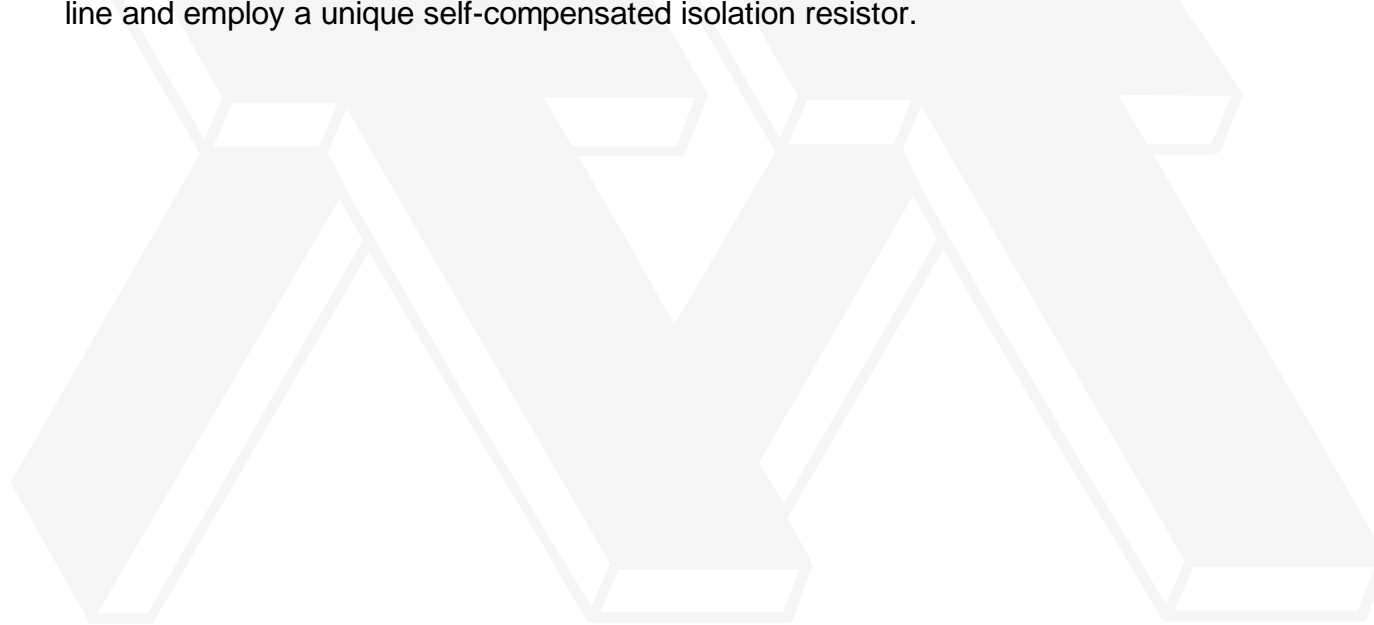 line and employ a unique self-compensated isolation resistor.